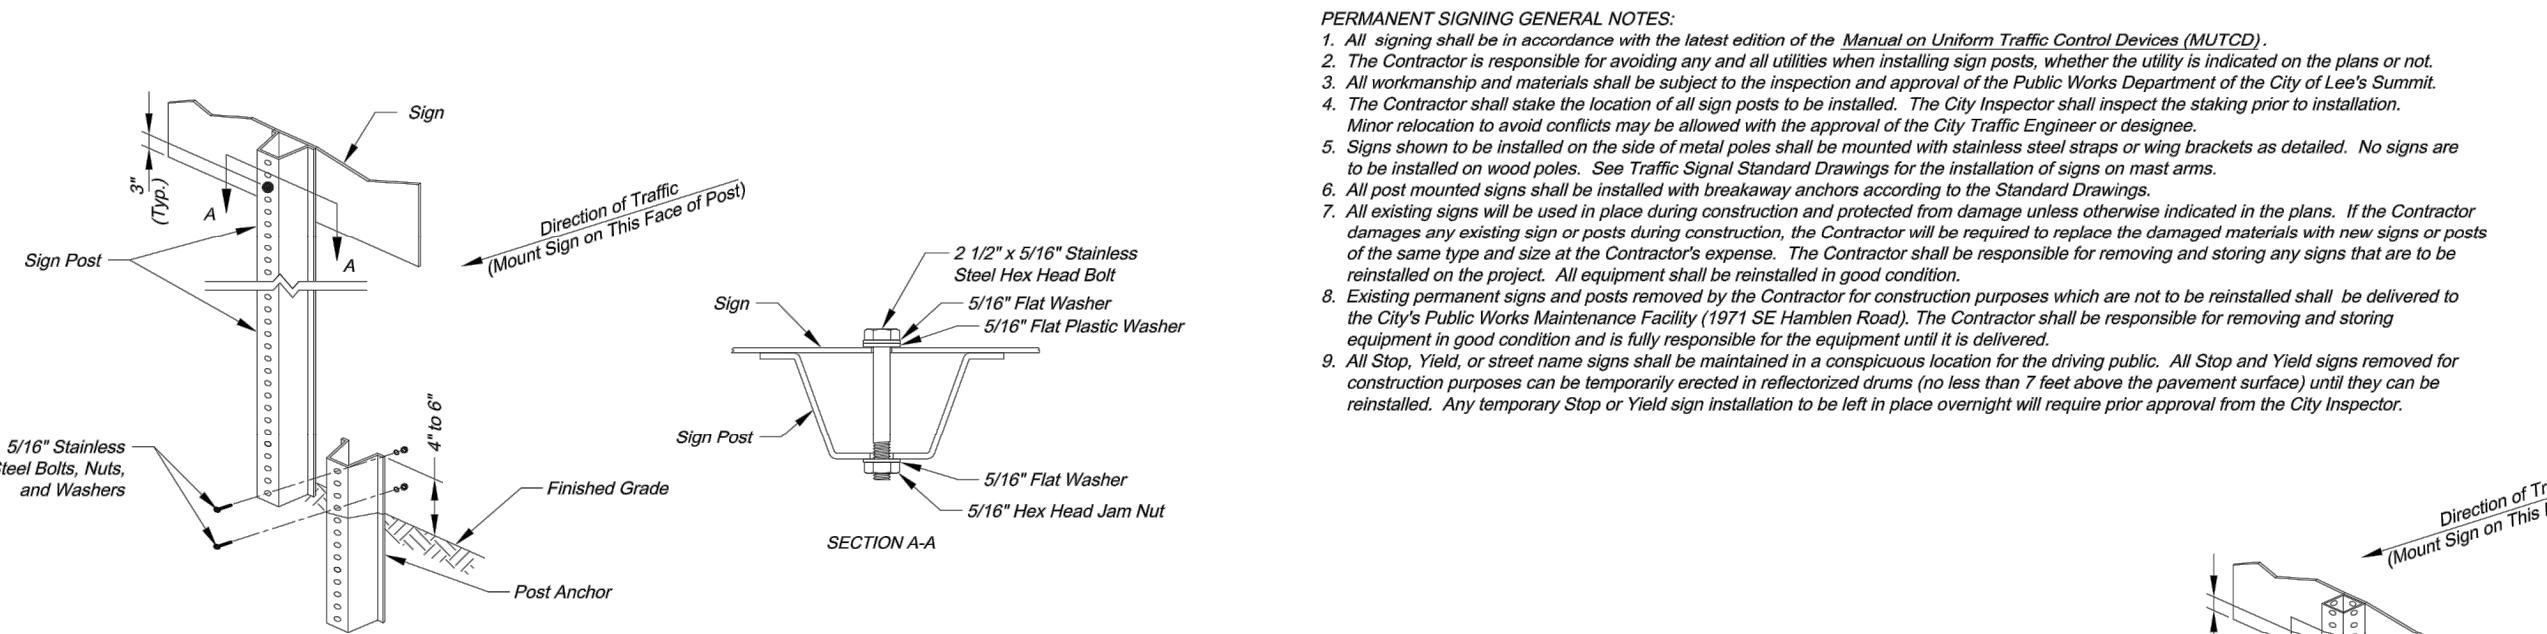 PERMANENT SIGNING GENERAL NOTES:
1. All signing shall be in accordance with the latest edition of the Manual on Uniform Traffic Control Devices (MUTCD).
2. The Contractor is responsible for avoiding any and all utilities when installing sign posts, whether the utility is indicated on the plans or not.
3. All workmanship and materials shall be subject to the inspection and approval of the Public Works Department of the City of Lee's Summit.
4. The Contractor shall stake the location of all sign posts to be installed. The City Inspector shall inspect the staking prior to installation.
Minor relocation to avoid conflicts may be allowed with the approval of the City Traffic Engineer or designee.
5. Signs shown to be installed on the side of metal poles shall be mounted with stainless steel straps or wing brackets as detailed. No signs are
to be installed on wood poles. See Traffic Signal Standard Drawings for the installation of signs on mast arms.
6. All post mounted signs shall be installed with breakaway anchors according to the Standard Drawings.
7. All existing signs will be used in place during construction and protected from damage unless otherwise indicated in the plans. If the Contractor
damages any existing sign or posts during construction, the Contractor will be required to replace the damaged materials with new signs or posts
of the same type and size at the Contractor's expense. The Contractor shall be responsible for removing and storing any signs that are to be
reinstalled on the project. All equipment shall be reinstalled in good condition.
8. Existing permanent signs and posts removed by the Contractor for construction purposes which are not to be reinstalled shall be delivered to
the City's Public Works Maintenance Facility (1971 SE Hamblen Road). The Contractor shall be responsible for removing and storing
equipment in good condition and is fully responsible for the equipment until it is delivered.
9. All Stop, Yield, or street name signs shall be maintained in a conspicuous location for the driving public. All Stop and Yield signs removed for
construction purposes can be temporarily erected in reflectorized drums (no less than 7 feet above the pavement surface) until they can be
reinstalled. Any temporary Stop or Yield sign installation to be left in place overnight will require prior approval from the City Inspector.
Sign
3"
(Typ.)
A
A
Sign Post
Direction of Traffic
(Mount Sign on This Face of Post)
4" to 6"
5/16" Stainless
Steel Bolts, Nuts,
and Washers
Finished Grade
Post Anchor
2 1/2" x 5/16" Stainless
Steel Hex Head Bolt
5/16" Flat Washer
5/16" Flat Plastic Washer
Sign
Sign Post
5/16" Flat Washer
5/16" Hex Head Jam Nut
SECTION A-A
Direction of
(Mount Sign on This